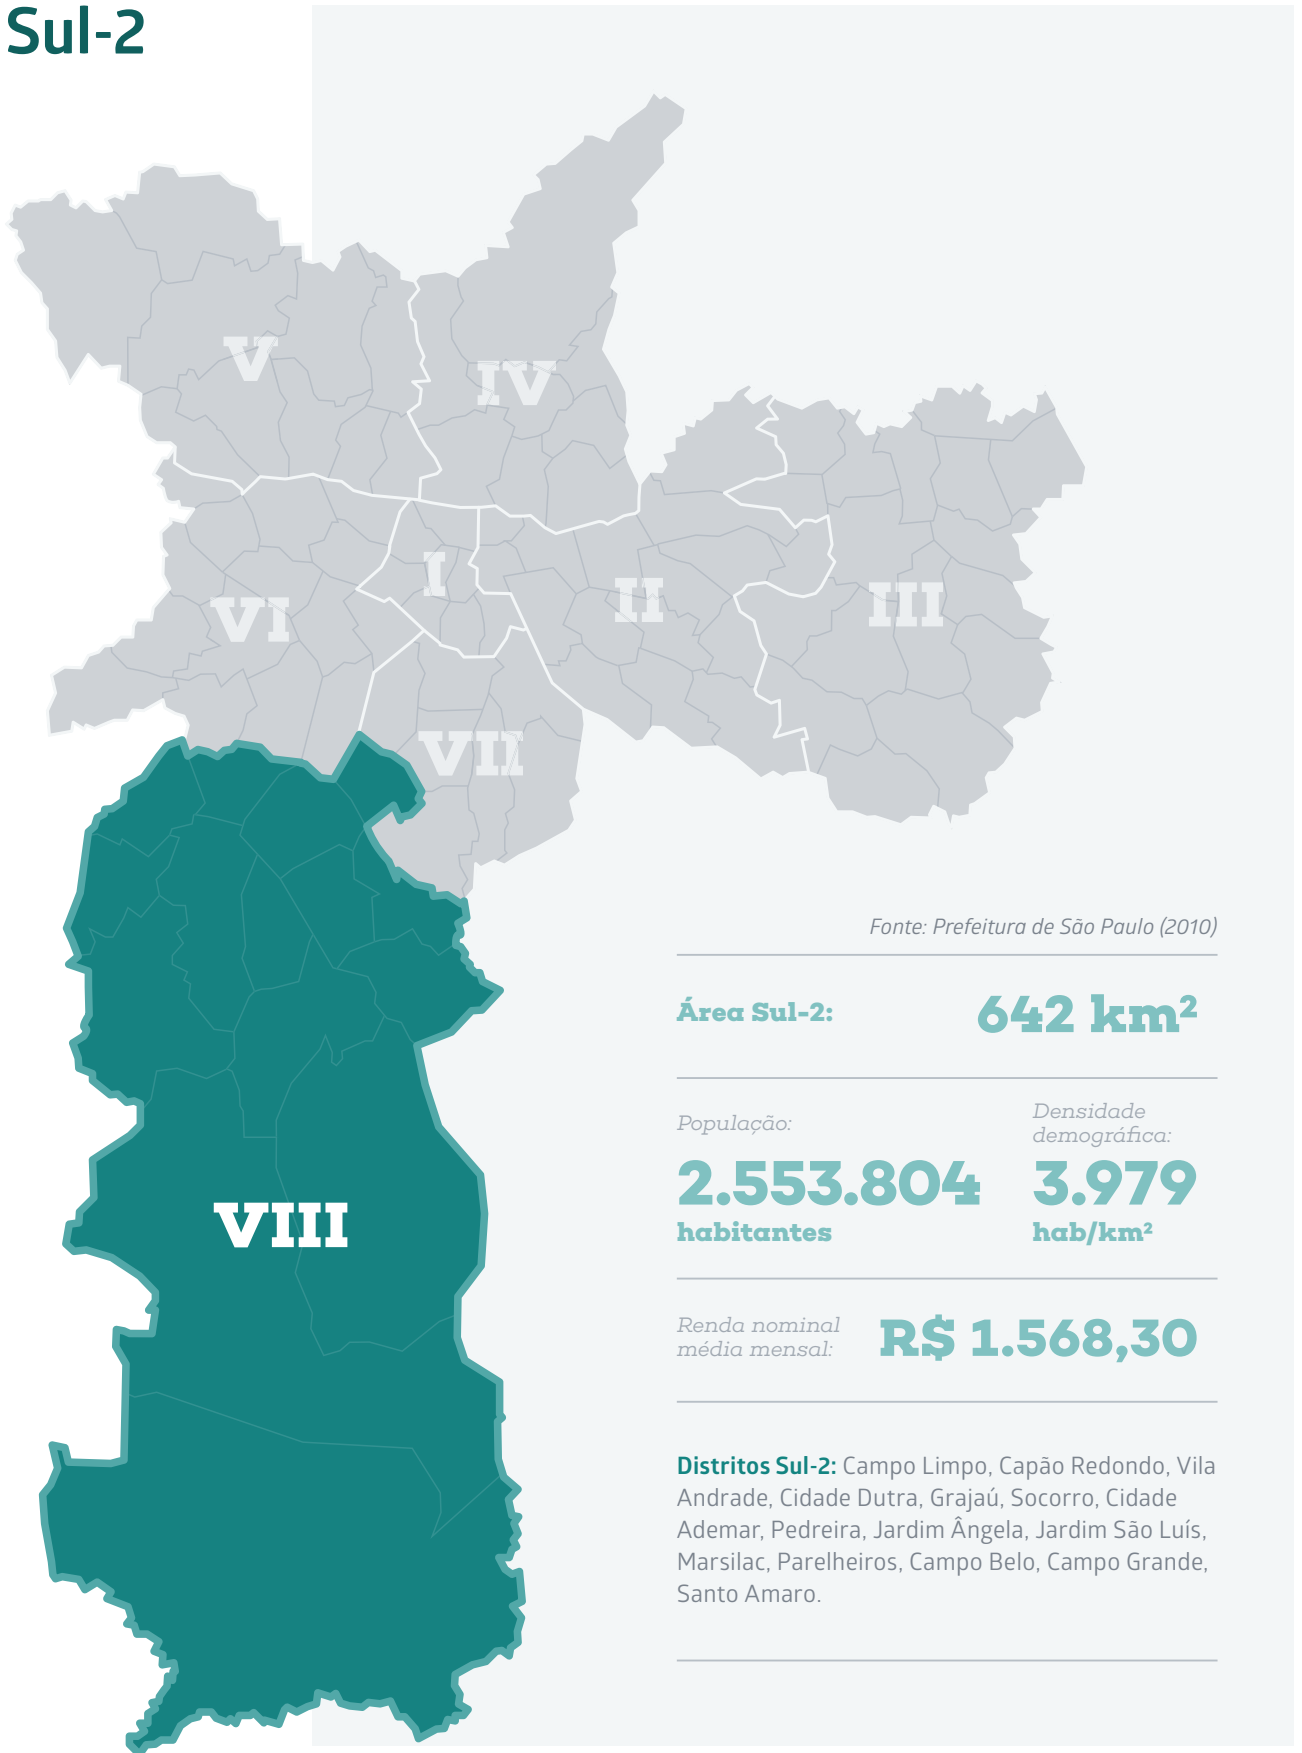 Sul-2
V
IV
I
II
III
VI
VII
VIII
Fonte: Prefeitura de São Paulo (2010)
Área Sul-2: 642 km²
População:
2.553.804
habitantes
Densidade
demográfica:
3.979
hab/km²
Renda nominal
média mensal:
R$ 1.568,30
Distritos Sul-2: Campo Limpo, Capão Redondo, Vila
Andrade, Cidade Dutra, Grajaú, Socorro, Cidade
Ademar, Pedreira, Jardim Ângela, Jardim São Luís,
Marsilac, Parelheiros, Campo Belo, Campo Grande,
Santo Amaro.